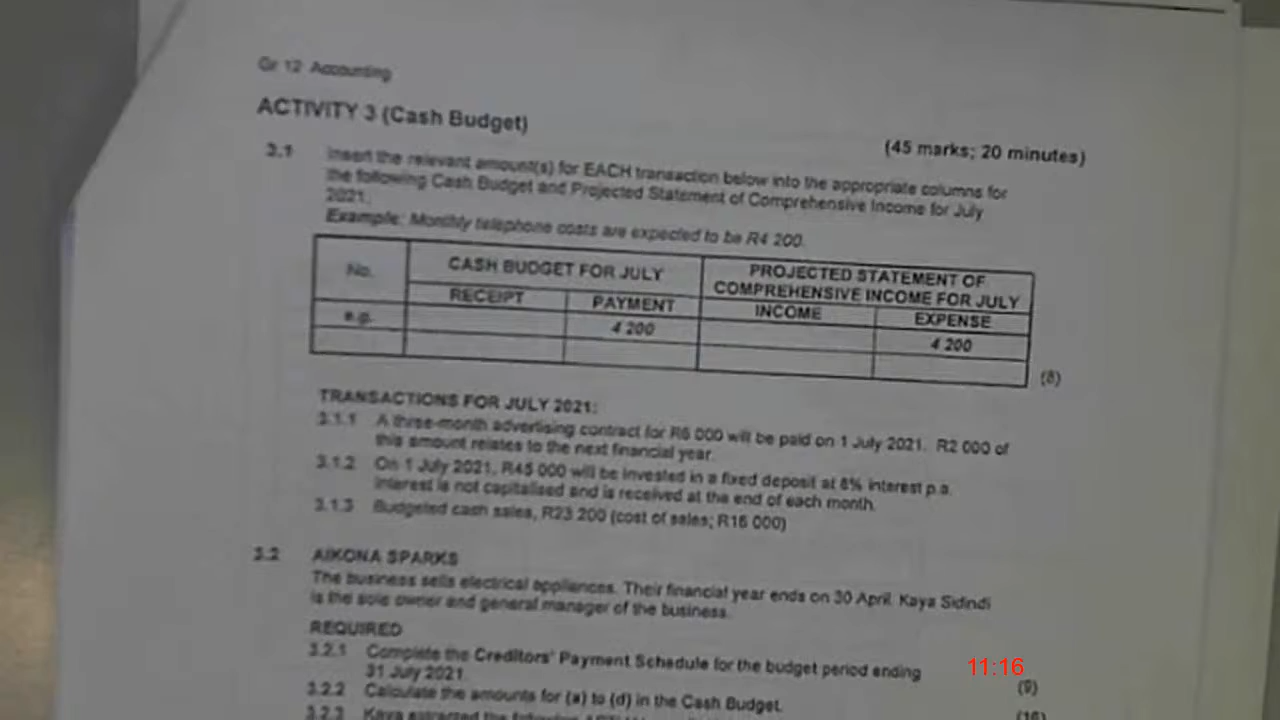 Gr 12 Accounting
ACTIVITY 3 (Cash Budget)
(45 marks; 20 minutes)
3.1 Insert the relevant amount(s) for EACH transaction below into the appropriate columns for
the following Cash Budget and Projected Statement of Comprehensive Income for July
2021.
Example: Monthly telephone costs are expected to be R4 200.
No. CASH BUDGET FOR JULY PROJECTED STATEMENT OF
COMPREHENSIVE INCOME FOR JULY
RECEIPT PAYMENT INCOME EXPENSE
e.g. 4 200 4 200
(8)
TRANSACTIONS FOR JULY 2021:
3.1.1 A three-month advertising contract for R6 000 will be paid on 1 July 2021. R2 000 of
this amount relates to the next financial year.
3.1.2 On 1 July 2021, R45 000 will be invested in a fixed deposit at 8% interest p.a.
Interest is not capitalised and is received at the end of each month.
3.1.3 Budgeted cash sales, R23 200 (cost of sales; R16 000)
3.2 AIKONA SPARKS
The business sells electrical appliances. Their financial year ends on 30 April. Kaya Sidindi
is the sole owner and general manager of the business.
REQUIRED
3.2.1 Complete the Creditors' Payment Schedule for the budget period ending
31 July 2021.
11:16
(9)
3.2.2 Calculate the amounts for (a) to (d) in the Cash Budget.
(16)
3.2.3 Kaya extracted the following